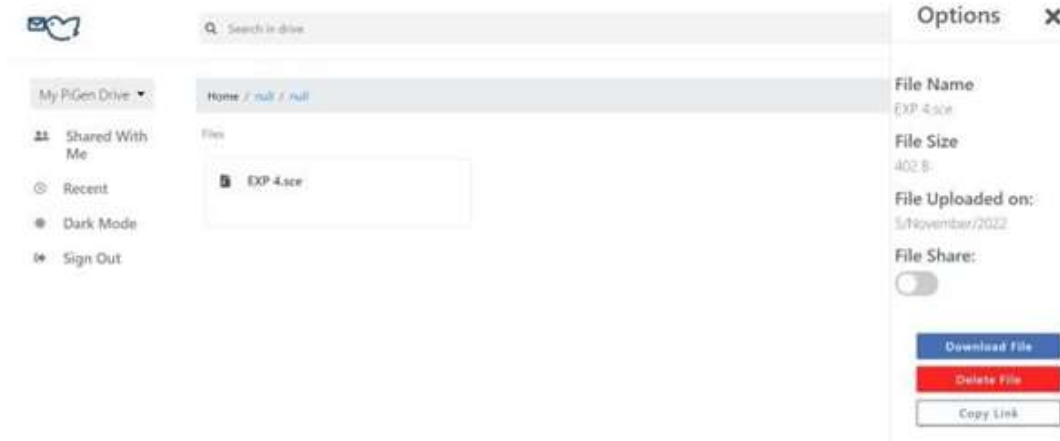 Search in drive
Options
My PiGen Drive
Home / null / null
Shared With
Me
Recent
Dark Mode
Sign Out
Files
EXP 4.sce
File Name
EXP 4.sce
File Size
402 B
File Uploaded on:
5/November/2022
File Share:
Download File
Delete File
Copy Link